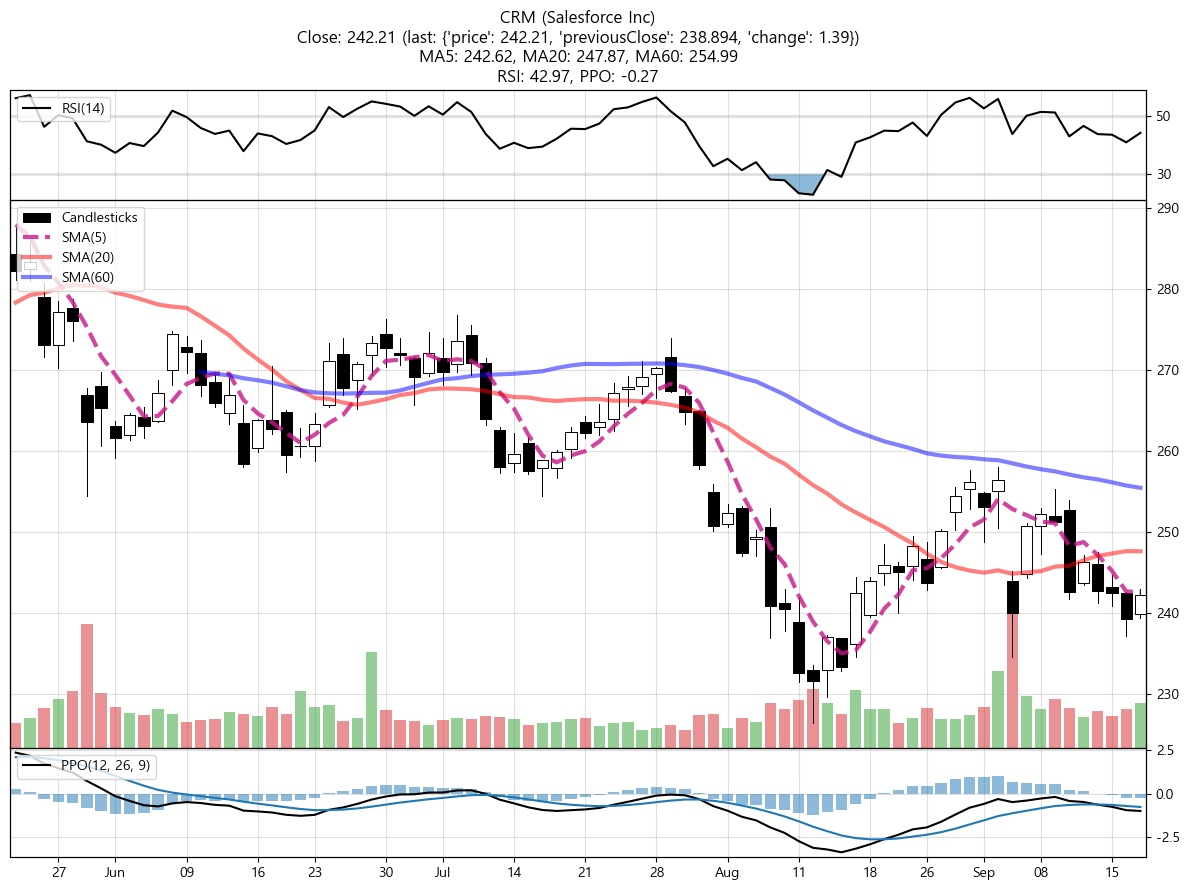 CRM (Salesforce Inc)
Close: 242.21 (last: {'price': 242.21, 'previousClose': 238.894, 'change': 1.39})
MA5: 242.62, MA20: 247.87, MA60: 254.99
RSI: 42.97, PPO: -0.27
RSI(14)
50
30
Candlesticks
SMA(5)
SMA(20)
SMA(60)
290
280
270
260
250
240
230
PPO(12, 26, 9)
2.5
0.0
−2.5
27 Jun 09 16 23 30 Jul 14 21 28 Aug 11 18 26 Sep 08 15